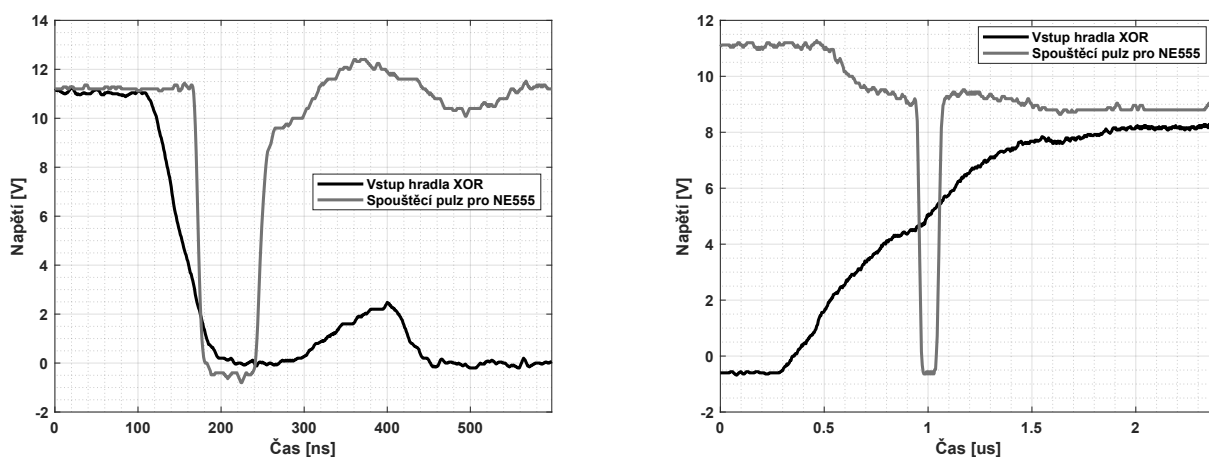 14
12
10
8
6
4
2
0
-2
Napětí [V]
Vstup hradla XOR
Spouštěcí pulz pro NE555
0 100 200 300 400 500
Čas [ns]
12
10
8
6
4
2
0
-2
Napětí [V]
Vstup hradla XOR
Spouštěcí pulz pro NE555
0 0.5 1 1.5 2
Čas [us]